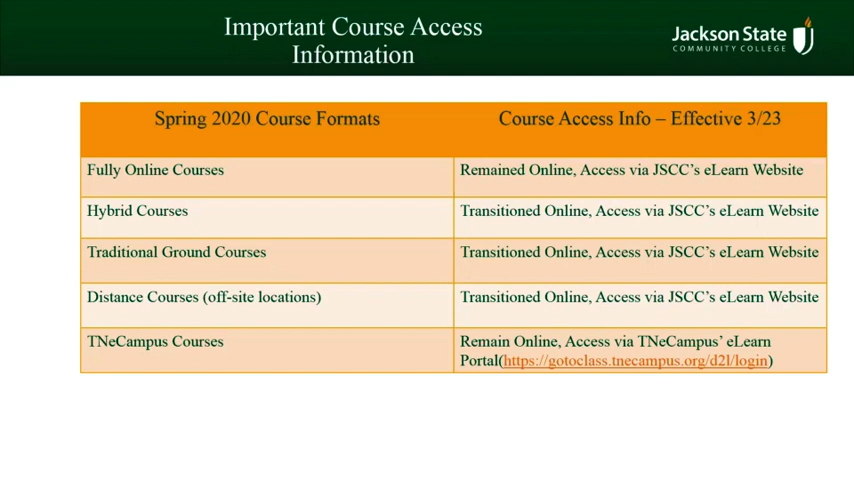 Important Course Access
Information
Jackson State
COMMUNITY COLLEGE
Spring 2020 Course Formats
Course Access Info – Effective 3/23
Fully Online Courses
Remained Online, Access via JSCC’s eLearn Website
Hybrid Courses
Transitioned Online, Access via JSCC’s eLearn Website
Traditional Ground Courses
Transitioned Online, Access via JSCC’s eLearn Website
Distance Courses (off-site locations)
Transitioned Online, Access via JSCC’s eLearn Website
TNeCampus Courses
Remain Online, Access via TNeCampus’ eLearn
Portal(https://gotoclass.tnecampus.org/d2l/login)